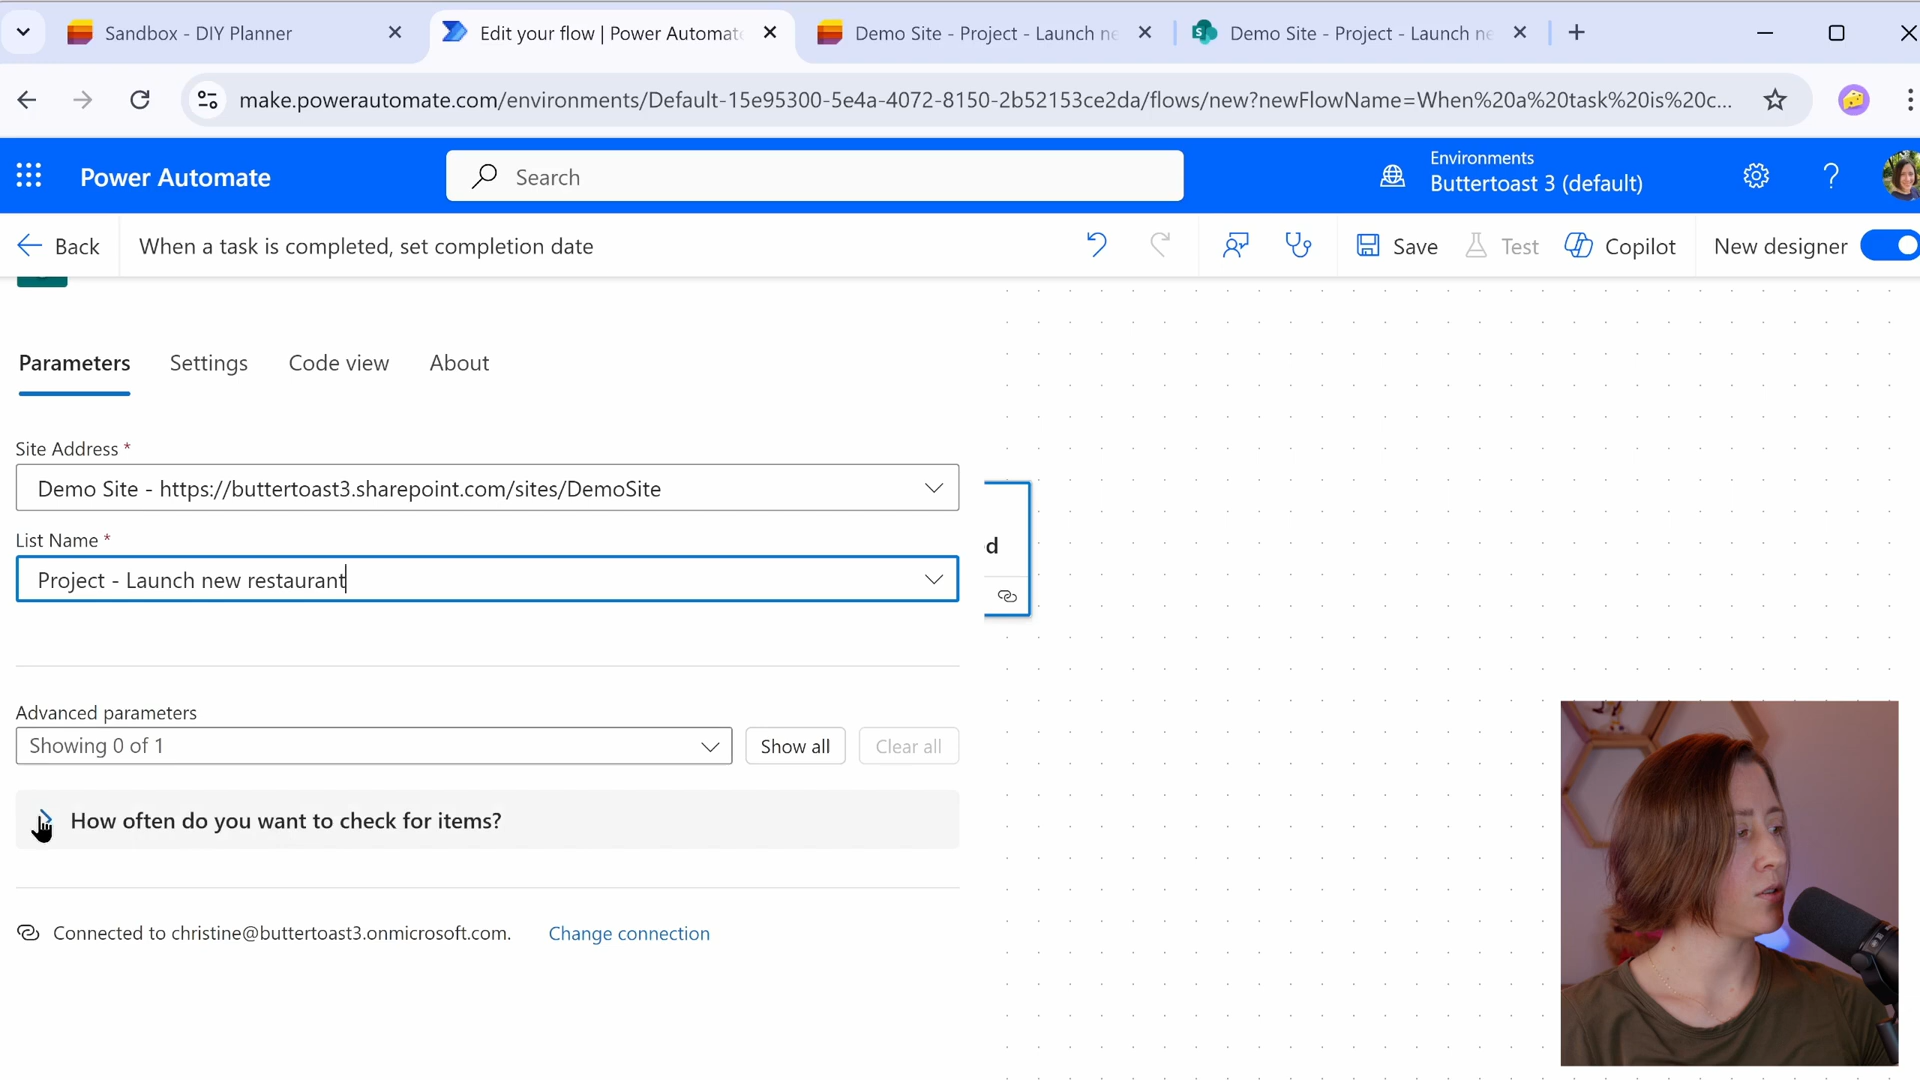 Sandbox - DIY Planner
Edit your flow | Power Automate
Demo Site - Project - Launch ne
Demo Site - Project - Launch ne
make.powerautomate.com/environments/Default-15e95300-5e4a-4072-8150-2b52153ce2da/flows/new?newFlowName=When%20a%20task%20is%20c...
Power Automate
Search
Environments
Buttertoast 3 (default)
Back
When a task is completed, set completion date
Save
Test
Copilot
New designer
Parameters
Settings
Code view
About
Site Address *
Demo Site - https://buttertoast3.sharepoint.com/sites/DemoSite
List Name *
Project - Launch new restaurant
d
Advanced parameters
Showing 0 of 1
Show all
Clear all
How often do you want to check for items?
Connected to christine@buttertoast3.onmicrosoft.com.
Change connection